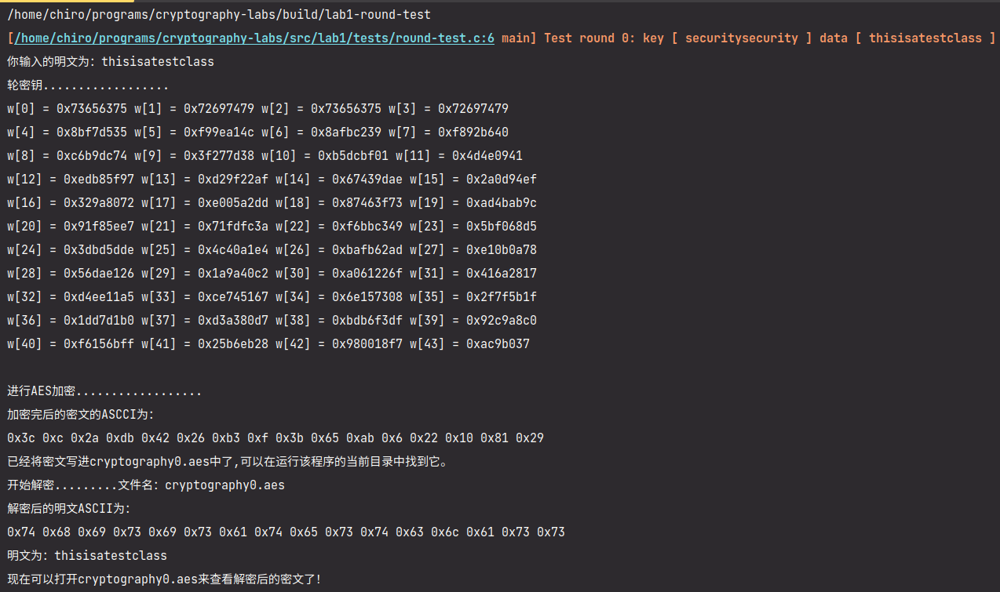 /home/chiro/programs/cryptography-labs/build/lab1-round-test
[/home/chiro/programs/cryptography-labs/src/lab1/tests/round-test.c:6 main] Test round 0: key [ securitysecurity ] data [ thisisatestclass ]
你输入的明文为：thisisatestclass
轮密钥..................
w[0] = 0x73656375 w[1] = 0x72697479 w[2] = 0x73656375 w[3] = 0x72697479
w[4] = 0x8bf7d535 w[5] = 0xf99ea14c w[6] = 0x8afbc239 w[7] = 0xf892b640
w[8] = 0xc6b9dc74 w[9] = 0x3f277d38 w[10] = 0xb5dcbf01 w[11] = 0x4d4e0941
w[12] = 0xedb85f97 w[13] = 0xd29f22af w[14] = 0x67439dae w[15] = 0x2a0d94ef
w[16] = 0x329a8072 w[17] = 0xe005a2dd w[18] = 0x87463f73 w[19] = 0xad4bab9c
w[20] = 0x91f85ee7 w[21] = 0x71fdfc3a w[22] = 0xf6bbc349 w[23] = 0x5bf068d5
w[24] = 0x3dbd5dde w[25] = 0x4c40a1e4 w[26] = 0xbafb62ad w[27] = 0xe10b0a78
w[28] = 0x56dae126 w[29] = 0x1a9a40c2 w[30] = 0xa061226f w[31] = 0x416a2817
w[32] = 0xd4ee11a5 w[33] = 0xce745167 w[34] = 0x6e157308 w[35] = 0x2f7f5b1f
w[36] = 0x1dd7d1b0 w[37] = 0xd3a380d7 w[38] = 0xbdb6f3df w[39] = 0x92c9a8c0
w[40] = 0xf6156bff w[41] = 0x25b6eb28 w[42] = 0x980018f7 w[43] = 0xac9b037
进行AES加密..................
加密完后的密文的ASCCI为：
0x3c 0xc 0x2a 0xdb 0x42 0x26 0xb3 0xf 0x3b 0x65 0xab 0x6 0x22 0x10 0x81 0x29
已经将密文写进cryptography0.aes中了,可以在运行该程序的当前目录中找到它。
开始解密.........文件名：cryptography0.aes
解密后的明文ASCII为：
0x74 0x68 0x69 0x73 0x69 0x73 0x61 0x74 0x65 0x73 0x74 0x63 0x6c 0x61 0x73 0x73
明文为：thisisatestclass
现在可以打开cryptography0.aes来查看解密后的密文了！